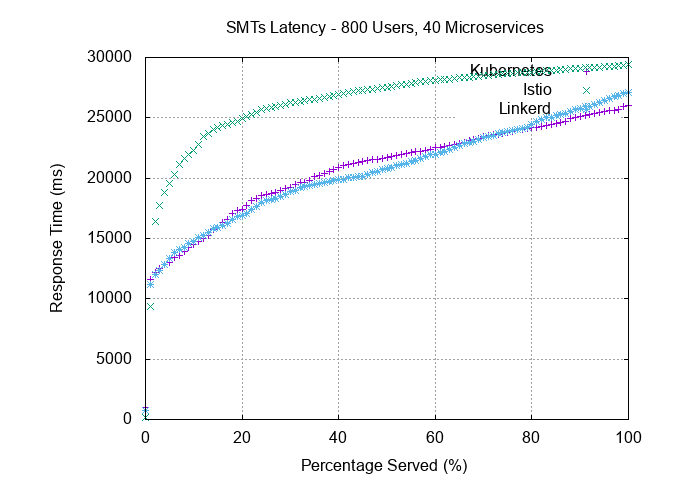 SMTs Latency - 800 Users, 40 Microservices
30000
25000
20000
15000
10000
5000
0
Response Time (ms)
Kubernetes
Istio
Linkerd
0 20 40 60 80 100
Percentage Served (%)